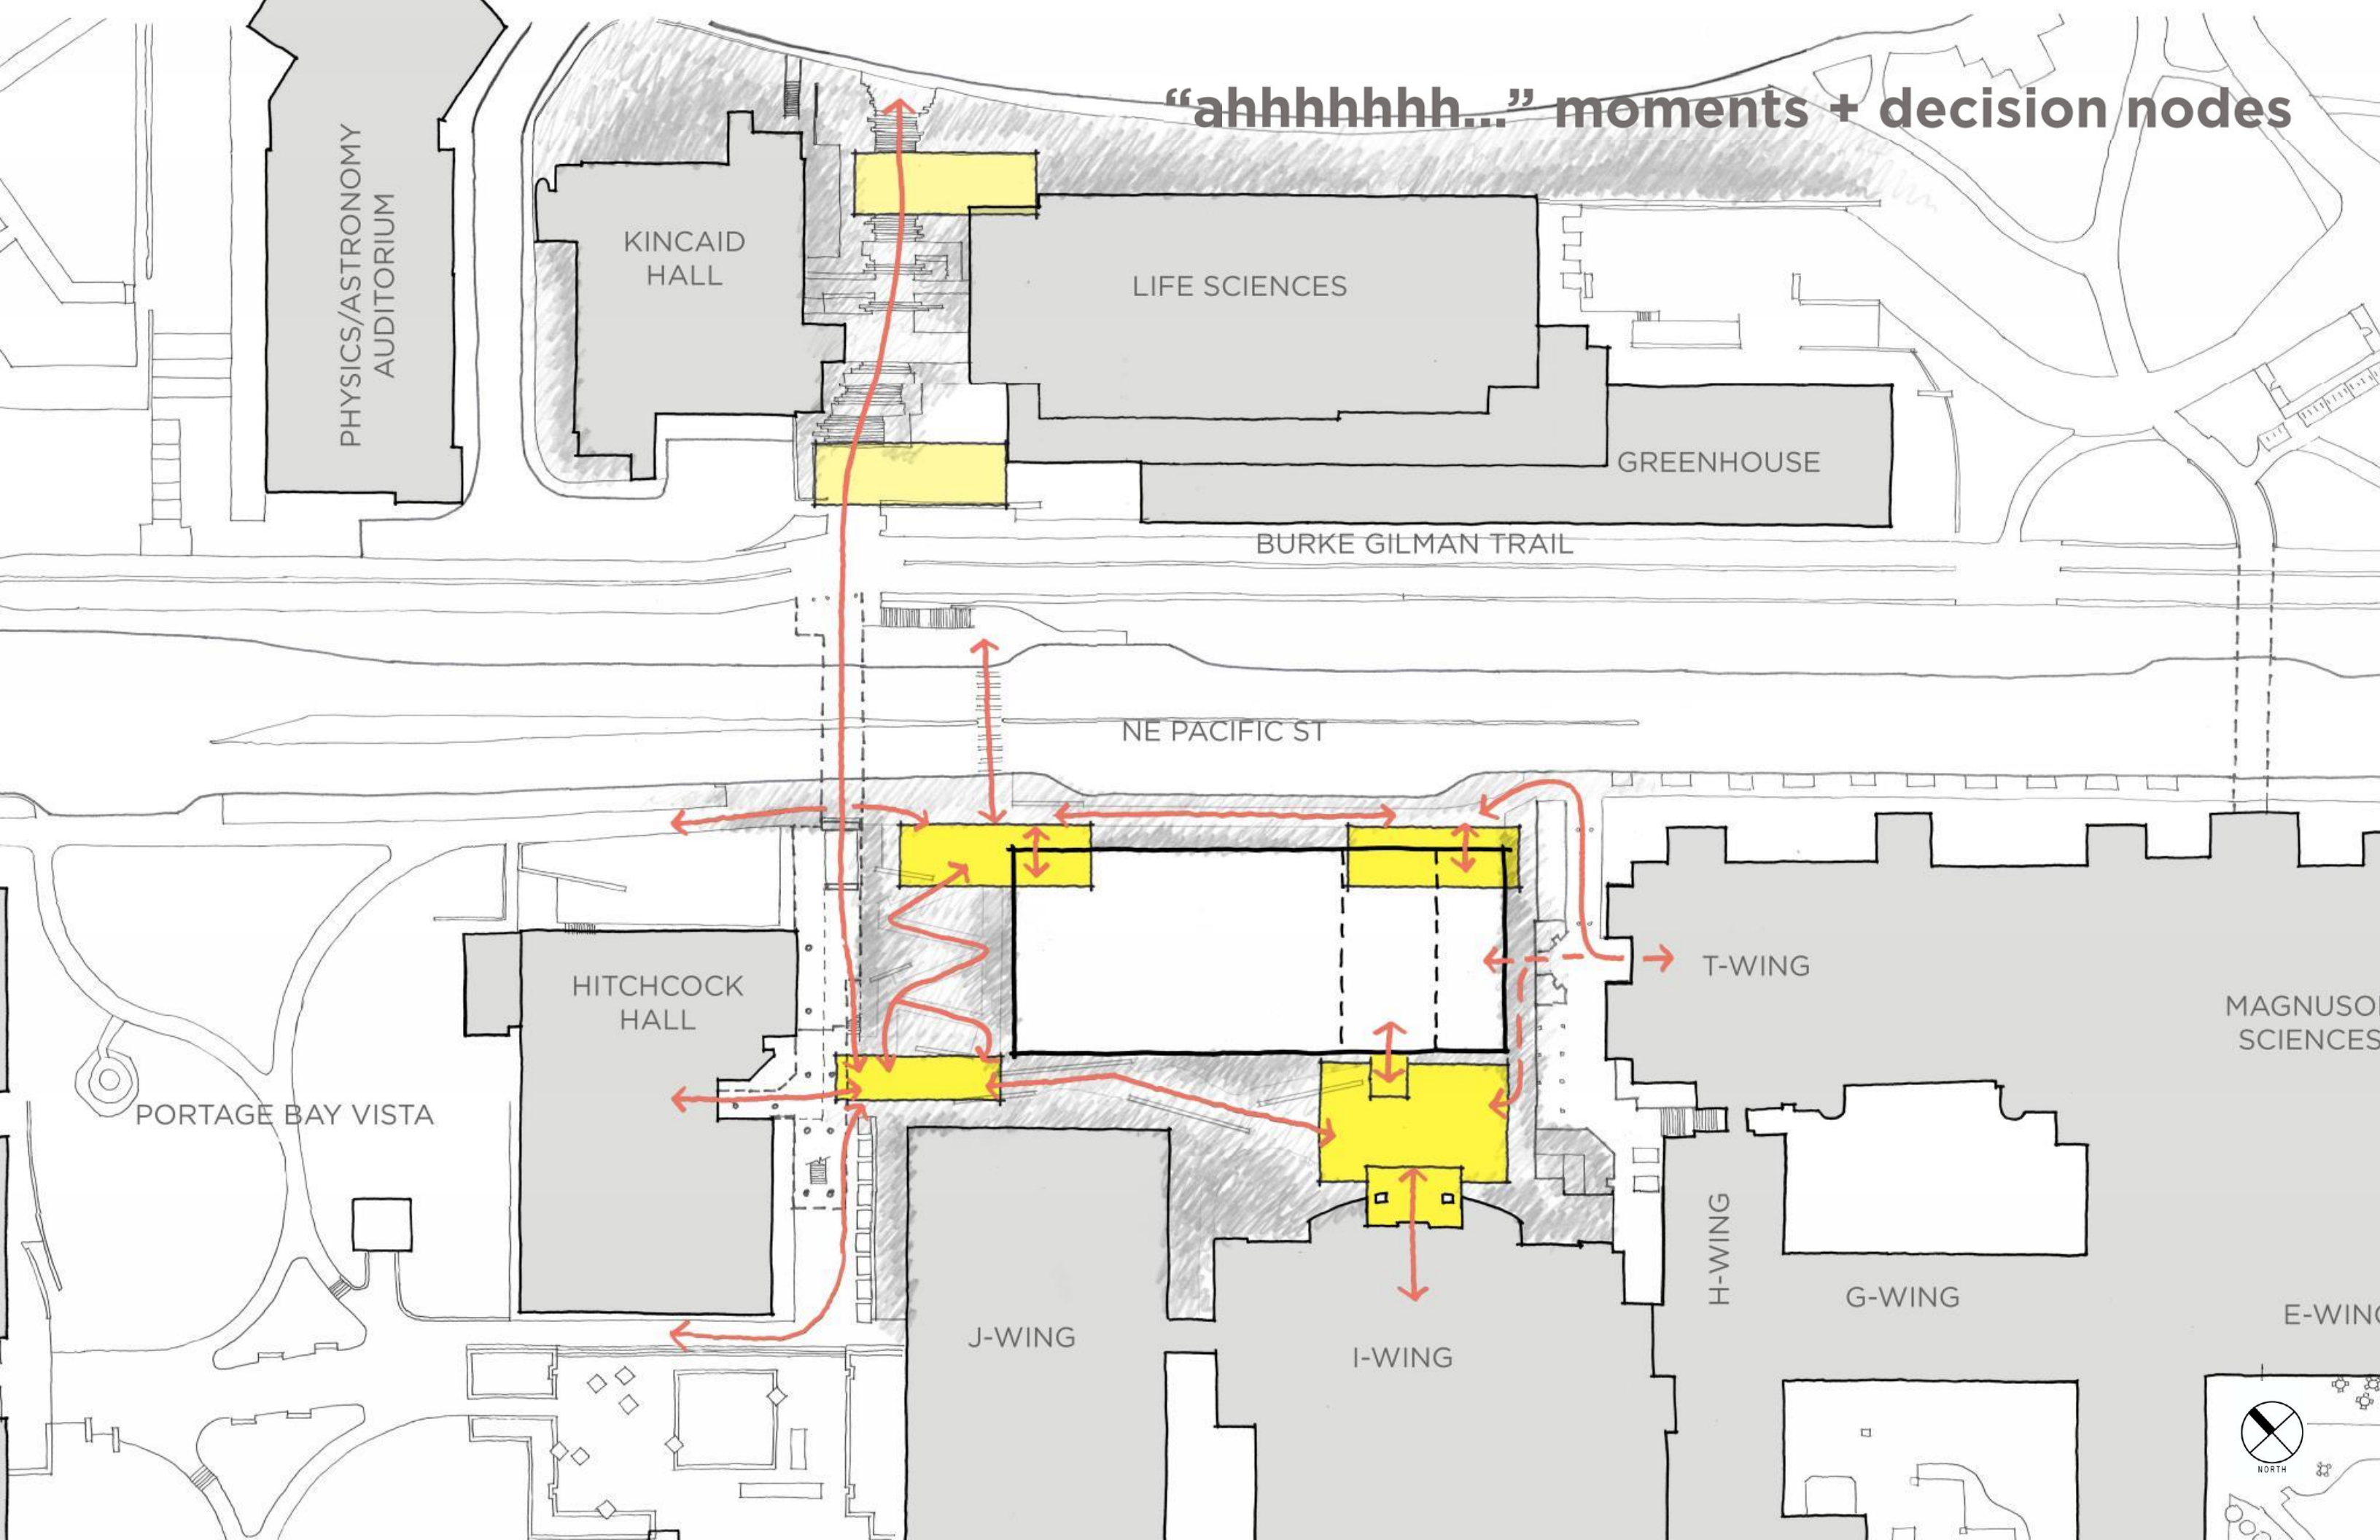 “ahhhhhhh...” moments + decision nodes
PHYSICS/ASTRONOMY
AUDITORIUM
KINCAID
HALL
LIFE SCIENCES
GREENHOUSE
BURKE GILMAN TRAIL
NE PACIFIC ST
HITCHCOCK
HALL
T-WING
MAGNUSO
SCIENCES
PORTAGE BAY VISTA
H-WING
G-WING
E-WING
J-WING
I-WING
NORTH